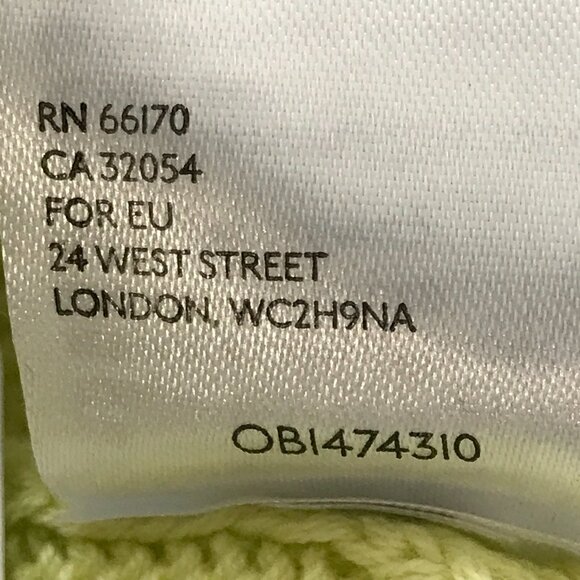 RN 66170
CA 32054
FOR EU
24 WEST STREET
LONDON, WC2H9NA
OB1474310